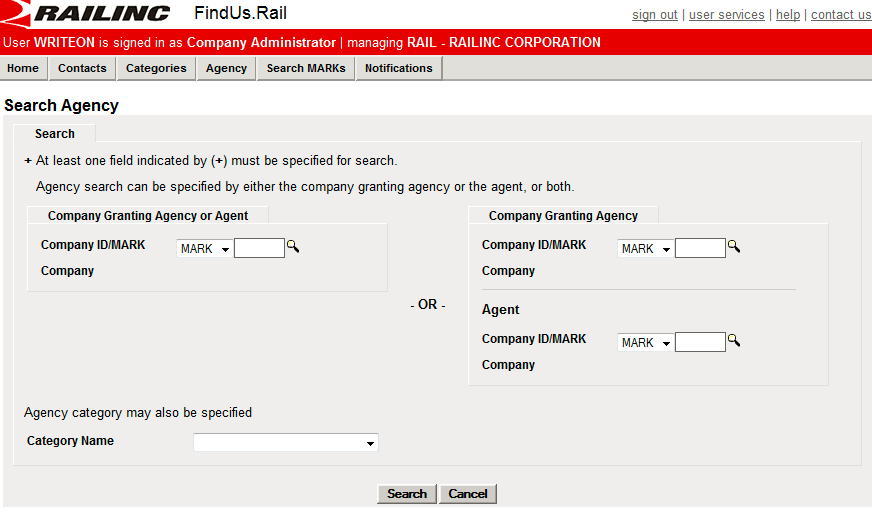 RAILINC FindUs.Rail
sign out | user services | help | contact us
User WRITEON is signed in as Company Administrator | managing RAIL - RAILINC CORPORATION
Home Contacts Categories Agency Search MARKs Notifications
Search Agency
Search
+ At least one field indicated by (+) must be specified for search.
Agency search can be specified by either the company granting agency or the agent, or both.
Company Granting Agency or Agent
Company ID/MARK MARK
Company
- OR -
Company Granting Agency
Company ID/MARK MARK
Company
Agent
Company ID/MARK MARK
Company
Agency category may also be specified
Category Name
Search Cancel